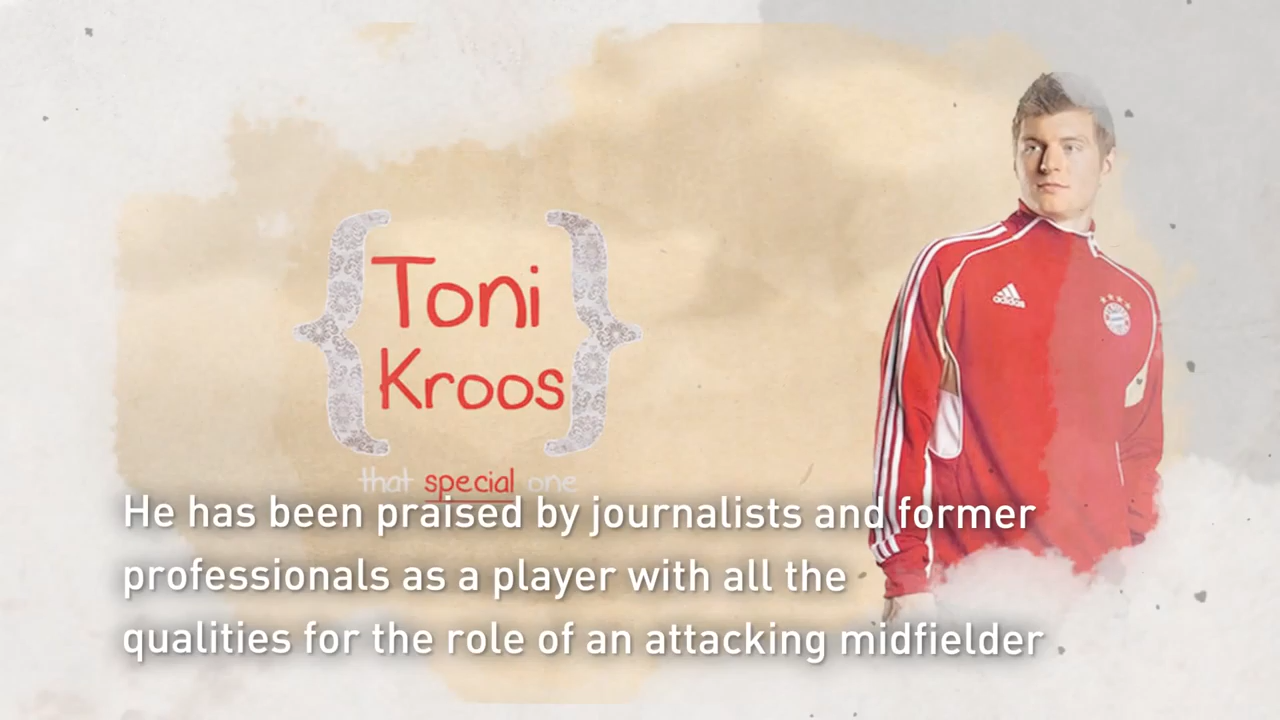 Toni
Kroos
that special one
adidas
He has been praised by journalists and former
professionals as a player with all the
qualities for the role of an attacking midfielder